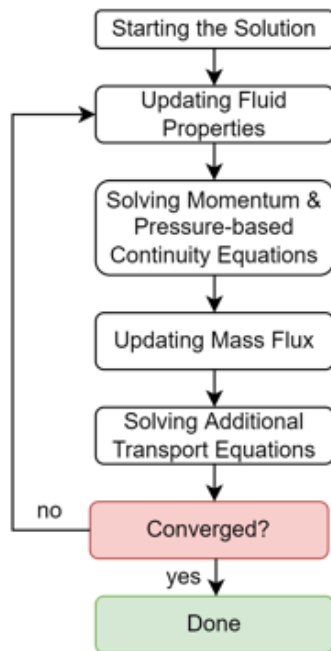 Starting the Solution
Updating Fluid
Properties
Solving Momentum &
Pressure-based
Continuity Equations
Updating Mass Flux
Solving Additional
Transport Equations
no
Converged?
yes
Done